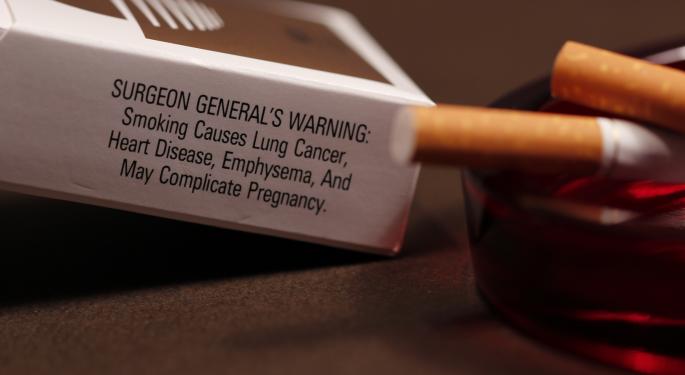 SURGEON GENERAL'S WARNING:
Smoking Causes Lung Cancer,
Heart Disease, Emphysema, And
May Complicate Pregnancy.